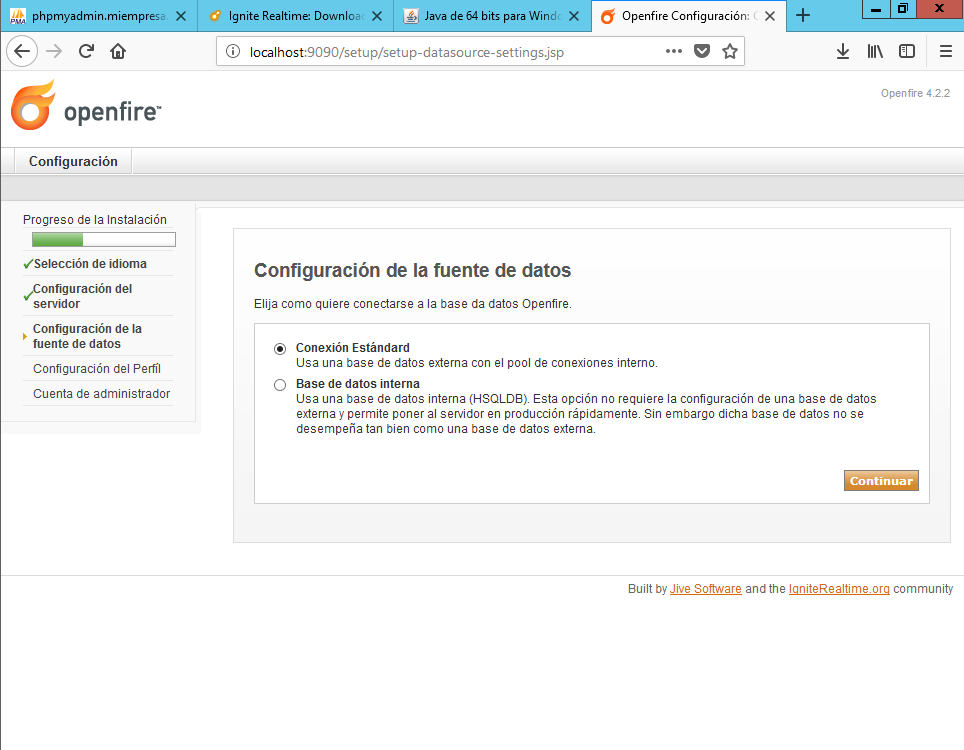 phpmyadmin.miempresa.
Ignite Realtime: Downloa
Java de 64 bits para Windo
Openfire Configuración: C
localhost:9090/setup/setup-datasource-settings.jsp
openfire™
Openfire 4.2.2
Configuración
Progreso de la Instalación
Selección de idioma
Configuración del
servidor
Configuración de la
fuente de datos
Configuración del Perfíl
Cuenta de administrador
Configuración de la fuente de datos
Elija como quiere conectarse a la base da datos Openfire.
Conexión Estándard
Usa una base de datos externa con el pool de conexiones interno.
Base de datos interna
Usa una base de datos interna (HSQLDB). Esta opción no requiere la configuración de una base de datos
externa y permite poner al servidor en producción rápidamente. Sin embargo dicha base de datos no se
desempeña tan bien como una base de datos externa.
Continuar
Built by Jive Software and the IgniteRealtime.org community